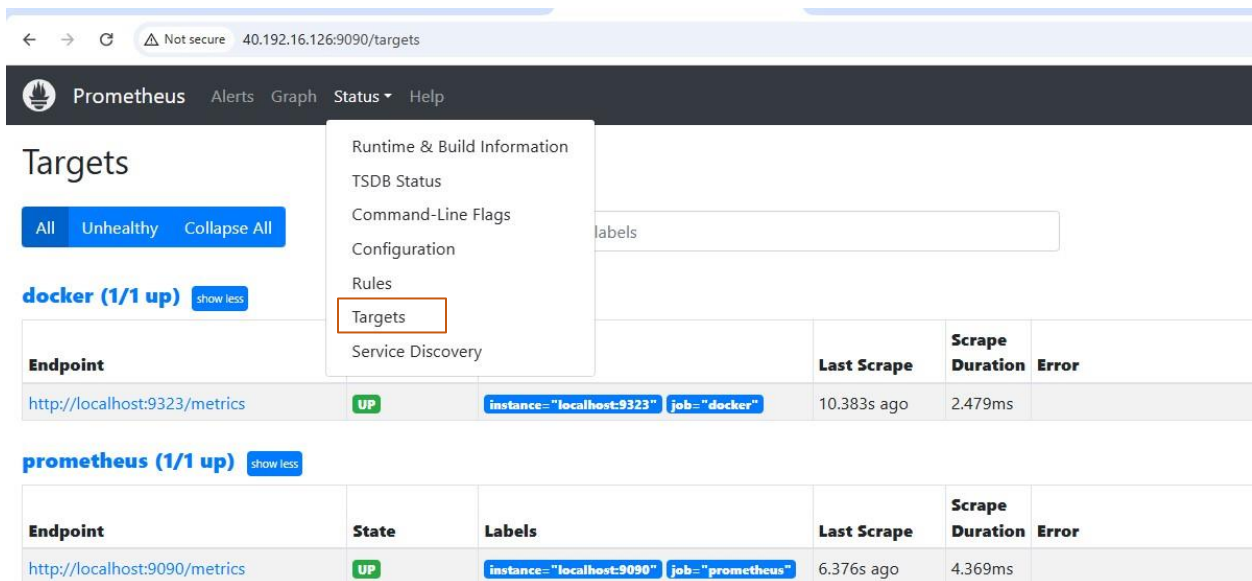 Not secure 40.192.16.126:9090/targets
Prometheus Alerts Graph Status Help
Targets
Runtime & Build Information
TSDB Status
Command-Line Flags
Configuration
Rules
Targets
Service Discovery
All Unhealthy Collapse All
labels
docker (1/1 up) show less
Endpoint Last Scrape Scrape Duration Error
http://localhost:9323/metrics UP instance="localhost:9323" job="docker" 10.383s ago 2.479ms
prometheus (1/1 up) show less
Endpoint State Labels Last Scrape Scrape Duration Error
http://localhost:9090/metrics UP instance="localhost:9090" job="prometheus" 6.376s ago 4.369ms